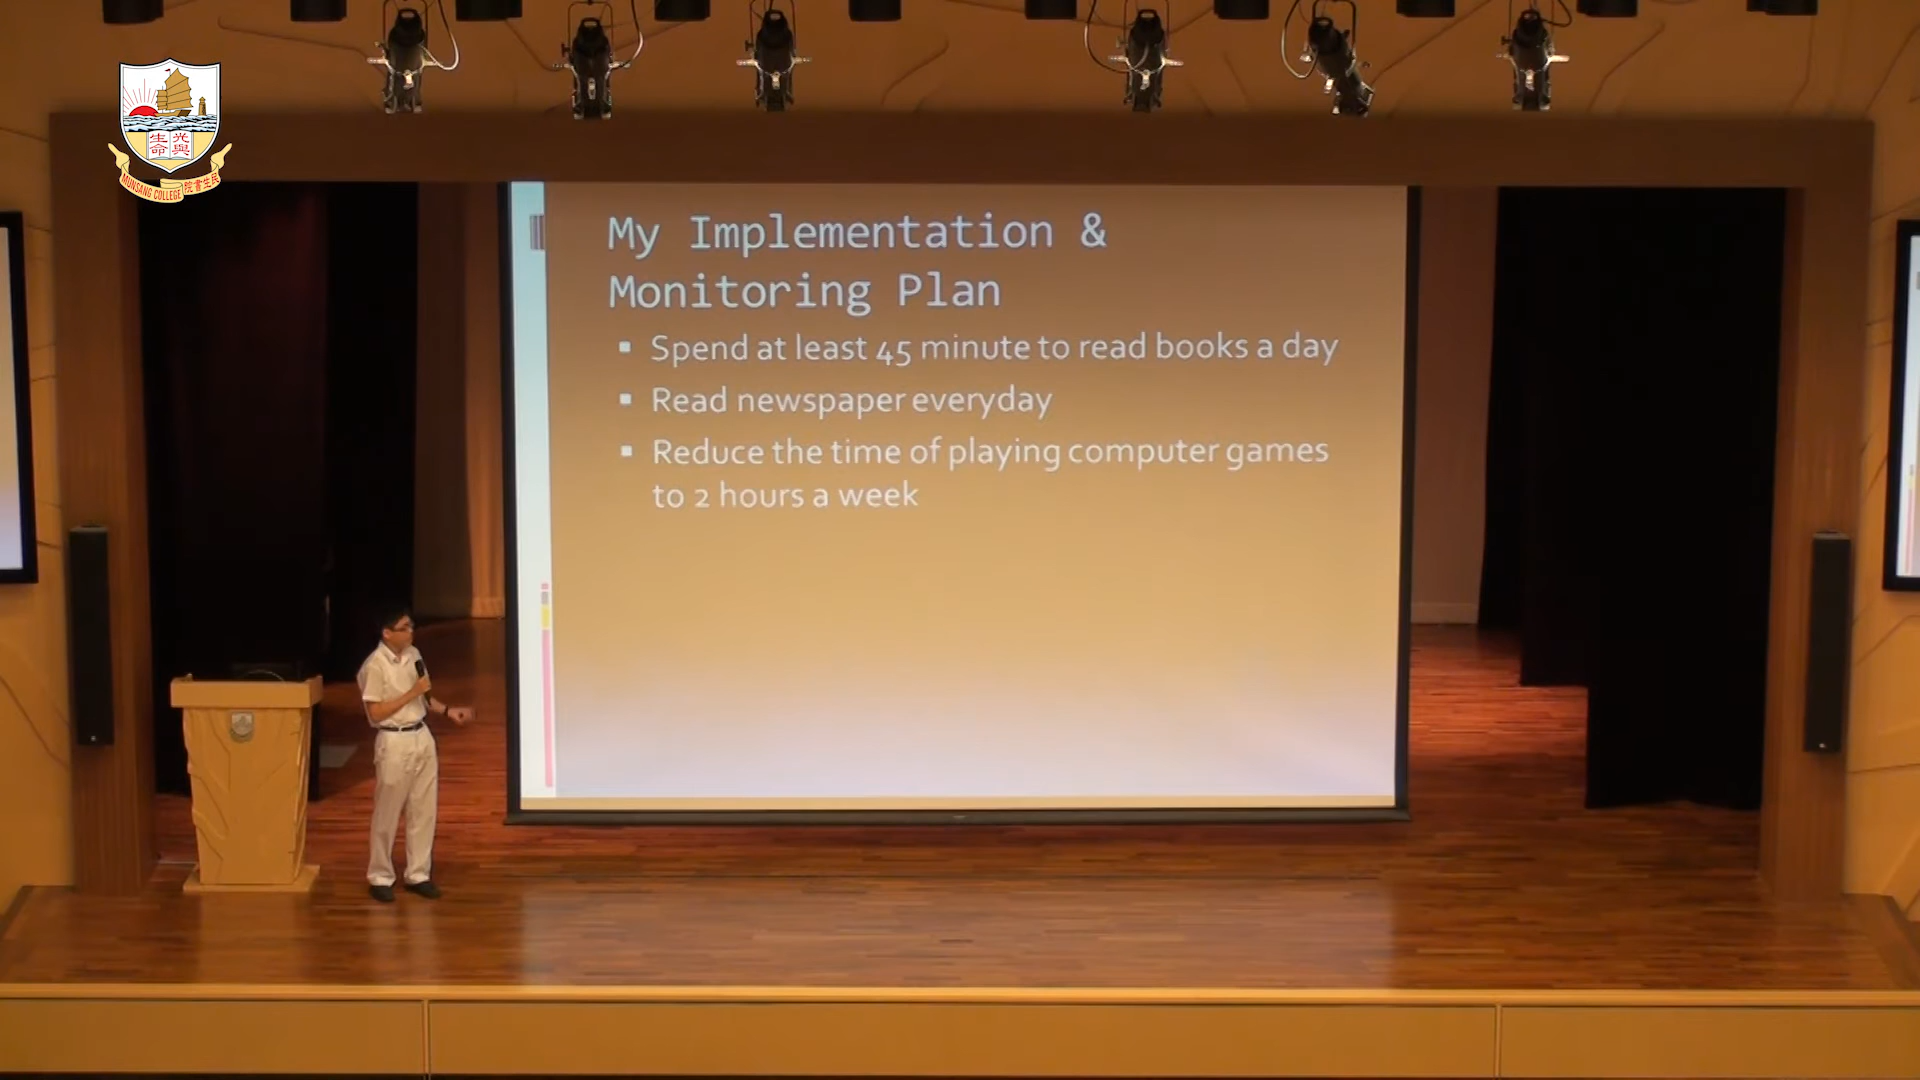 生 光
命 與
MUNSANG COLLEGE 院書生民
My Implementation &
Monitoring Plan
▪ Spend at least 45 minute to read books a day
▪ Read newspaper everyday
▪ Reduce the time of playing computer games
to 2 hours a week